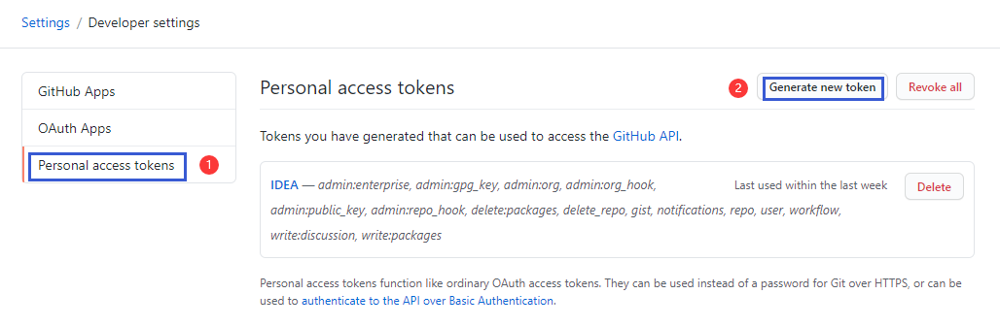 Settings / Developer settings
GitHub Apps
OAuth Apps
Personal access tokens 1
Personal access tokens
2 Generate new token
Revoke all
Tokens you have generated that can be used to access the GitHub API.
IDEA — admin:enterprise, admin:gpg_key, admin:org, admin:org_hook,
admin:public_key, admin:repo_hook, delete:packages, delete_repo, gist, notifications, repo, user, workflow,
write:discussion, write:packages
Last used within the last week
Delete
Personal access tokens function like ordinary OAuth access tokens. They can be used instead of a password for Git over HTTPS, or can be
used to authenticate to the API over Basic Authentication.